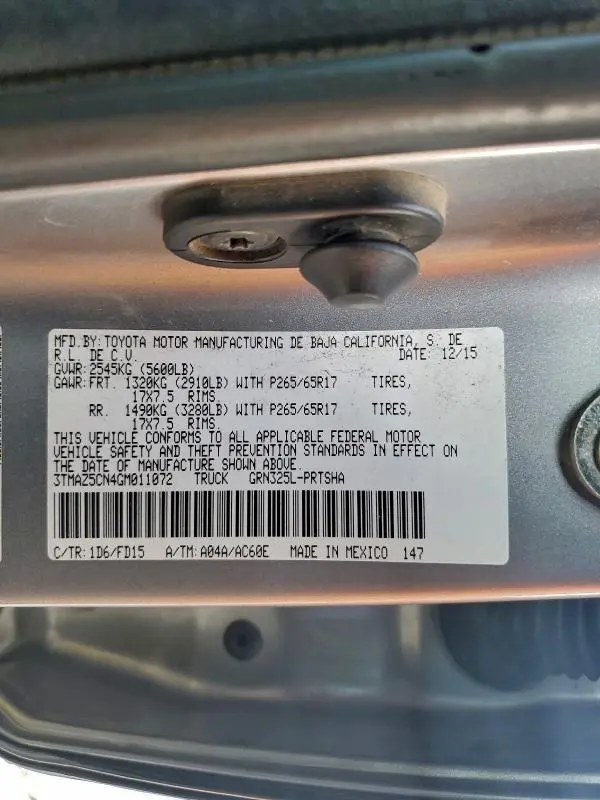 MFD.BY:TOYOTA MOTOR MANUFACTURING DE BAJA CALIFORNIA, S. DE
R.L. DE C.V. DATE: 12/15
GVWR:2545KG (5600LB)
GAWR:FRT. 1320KG (2910LB) WITH P265/65R17 TIRES,
17X7.5 RIMS.
RR. 1490KG (3280LB) WITH P265/65R17 TIRES,
17X7.5 RIMS.
THIS VEHICLE CONFORMS TO ALL APPLICABLE FEDERAL MOTOR
VEHICLE SAFETY AND THEFT PREVENTION STANDARDS IN EFFECT ON
THE DATE OF MANUFACTURE SHOWN ABOVE.
3TMAZ5CN4GM011072 TRUCK GRN325L-PRTSHA
C/TR:1D6/FD15 A/TM:A04A/AC60E MADE IN MEXICO 147